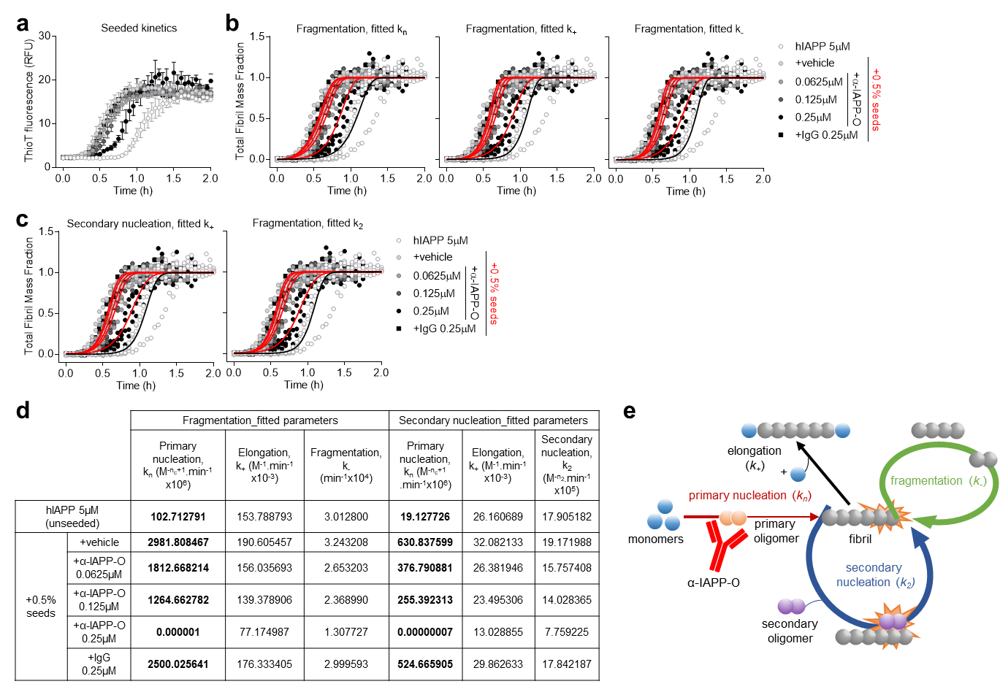 a
Seeded kinetics
ThioT fluorescence (RFU)
30
20
10
0
0.0 0.5 1.0 1.5 2.0
Time (h)
b
Fragmentation, fitted kn
Fragmentation, fitted k+
Fragmentation, fitted k-
Total Fibril Mass Fraction
1.5
1.0
0.5
0.0
0.0 0.5 1.0 1.5 2.0
Time (h)
0.0 0.5 1.0 1.5 2.0
Time (h)
0.0 0.5 1.0 1.5 2.0
Time (h)
hIAPP 5µM
+vehicle
0.0625µM
0.125µM
0.25µM
+IgG 0.25µM
+α-IAPP-O
+0.5% seeds
c
Secondary nucleation, fitted k+
Fragmentation, fitted k2
Total Fibril Mass Fraction
1.5
1.0
0.5
0.0
0.0 0.5 1.0 1.5 2.0
Time (h)
0.0 0.5 1.0 1.5 2.0
Time (h)
hIAPP 5µM
+vehicle
0.0625µM
0.125µM
0.25µM
+IgG 0.25µM
+α-IAPP-O
+0.5% seeds
d
Fragmentation_fitted parameters
Secondary nucleation_fitted parameters
Primary
nucleation,
kn (M-nc+1.min-1
x10⁶)
Elongation,
k+ (M-1.min-1
x10-3)
Fragmentation,
k-
(min-1x10⁴)
Primary
nucleation,
kn (M-nc+1
.min-1x10⁶)
Elongation,
k+ (M-1.min-1
x10-3)
Secondary
nucleation,
k2
(M-n2.min-1
x10⁵)
hIAPP 5µM
(unseeded)
102.712791 153.788793 3.012800 19.127726 26.160689 17.905182
+0.5%
seeds
+vehicle
2981.808467 190.605457 3.243208 630.837599 32.082133 19.171988
+α-IAPP-O
0.0625µM
1812.668214 156.035693 2.653203 376.790881 26.381946 15.757408
+α-IAPP-O
0.125µM
1264.662782 139.378906 2.368990 255.392313 23.495306 14.028365
+α-IAPP-O
0.25µM
0.000001 77.174987 1.307727 0.00000007 13.028855 7.759225
+IgG
0.25µM
2500.025641 176.333405 2.999593 524.665905 29.862633 17.842187
e
elongation
(k+)
+
fragmentation (k-)
primary nucleation (kn)
monomers
primary
oligomer
fibril
α-IAPP-O
secondary
nucleation (k2)
secondary
oligomer